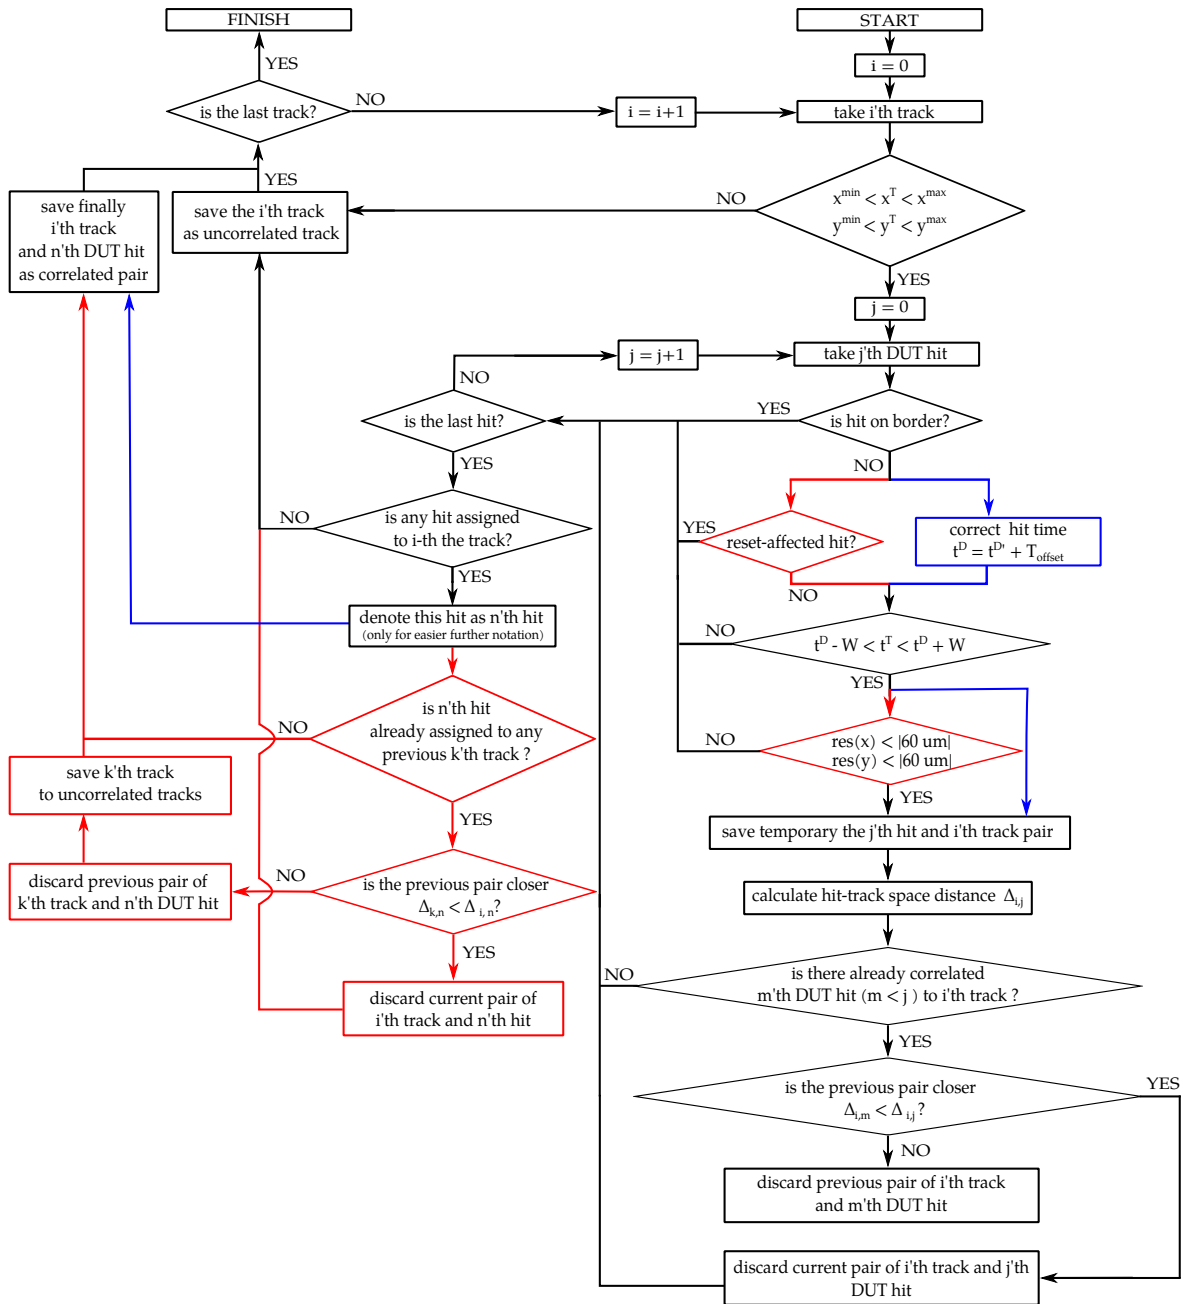 FINISH
START
YES
i = 0
is the last track?
NO
i = i+1
take i'th track
YES
save finally
i'th track
and n'th DUT hit
as correlated pair
save the i'th track
as uncorrelated track
NO
x^min < x^T < x^max
y^min < y^T < y^max
YES
j = 0
j = j+1
take j'th DUT hit
NO
is the last hit?
YES
is hit on border?
YES
NO
NO
is any hit assigned
to i-th the track?
YES
reset-affected hit?
correct hit time
t^D = t^D' + T_offset
YES
NO
denote this hit as n'th hit
(only for easier further notation)
NO
t^D - W < t^T < t^D + W
YES
NO
is n'th hit
already assigned to any
previous k'th track ?
NO
res(x) < |60 um|
res(y) < |60 um|
YES
save k'th track
to uncorrelated tracks
YES
save temporary the j'th hit and i'th track pair
discard previous pair of
k'th track and n'th DUT hit
NO
is the previous pair closer
Δ_k,n < Δ_i,n?
calculate hit-track space distance Δ_i,j
YES
discard current pair of
i'th track and n'th hit
NO
is there already correlated
m'th DUT hit (m < j ) to i'th track ?
YES
is the previous pair closer
Δ_i,m < Δ_i,j?
YES
NO
discard previous pair of i'th track
and m'th DUT hit
discard current pair of i'th track and j'th
DUT hit